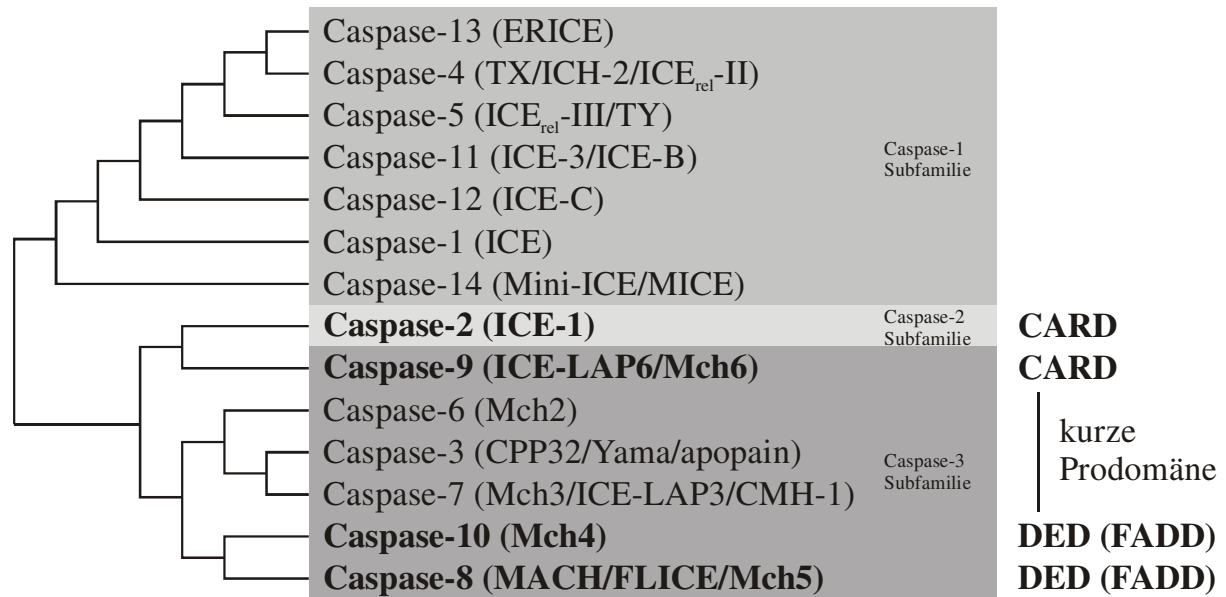 Caspase-13 (ERICE)
Caspase-4 (TX/ICH-2/ICErel-II)
Caspase-5 (ICErel-III/TY)
Caspase-11 (ICE-3/ICE-B)
Caspase-1
Subfamilie
Caspase-12 (ICE-C)
Caspase-1 (ICE)
Caspase-14 (Mini-ICE/MICE)
Caspase-2 (ICE-1)
Caspase-2
Subfamilie
CARD
Caspase-9 (ICE-LAP6/Mch6)
CARD
Caspase-6 (Mch2)
Caspase-3 (CPP32/Yama/apopain)
Caspase-7 (Mch3/ICE-LAP3/CMH-1)
Caspase-3
Subfamilie
kurze
Prodomäne
Caspase-10 (Mch4)
DED (FADD)
Caspase-8 (MACH/FLICE/Mch5)
DED (FADD)